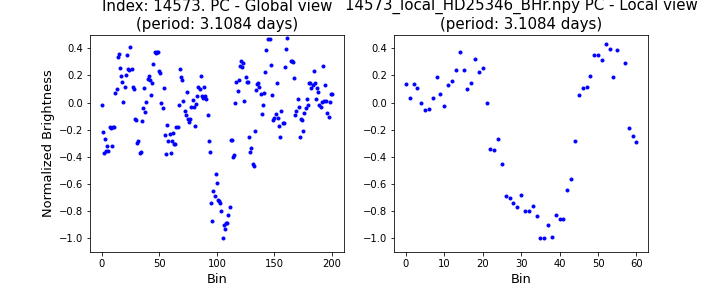 Index: 14573. PC - Global view
(period: 3.1084 days)
14573_local_HD25346_BHr.npy PC - Local view
(period: 3.1084 days)
Normalized Brightness
0.4
0.2
0.0
−0.2
−0.4
−0.6
−0.8
−1.0
0 50 100 150 200
Bin
0.4
0.2
0.0
−0.2
−0.4
−0.6
−0.8
−1.0
0 10 20 30 40 50 60
Bin